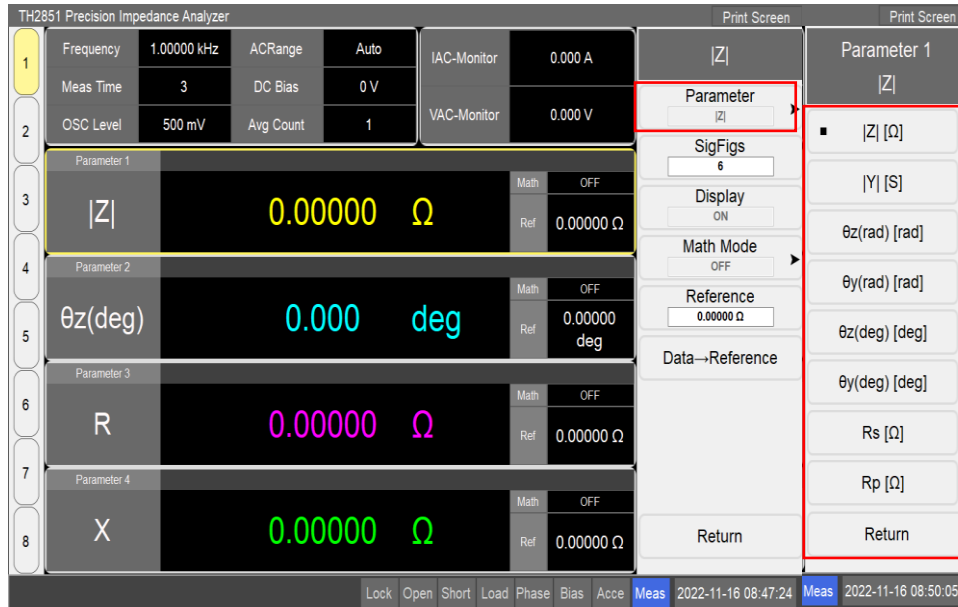 TH2851 Precision Impedance Analyzer
Print Screen
Print Screen
1
2
3
4
5
6
7
8
Frequency 1.00000 kHz ACRange Auto
Meas Time 3 DC Bias 0 V
OSC Level 500 mV Avg Count 1
IAC-Monitor 0.000 A
VAC-Monitor 0.000 V
Parameter 1
|Z| 0.00000 Ω
Math OFF
Ref 0.00000 Ω
Parameter 2
θz(deg) 0.000 deg
Math OFF
Ref 0.00000
deg
Parameter 3
R 0.00000 Ω
Math OFF
Ref 0.00000 Ω
Parameter 4
X 0.00000 Ω
Math OFF
Ref 0.00000 Ω
|Z|
Parameter
|Z|
SigFigs
6
Display
ON
Math Mode
OFF
Reference
0.00000 Ω
Data→Reference
Return
Parameter 1
|Z|
|Z| [Ω]
|Y| [S]
θz(rad) [rad]
θy(rad) [rad]
θz(deg) [deg]
θy(deg) [deg]
Rs [Ω]
Rp [Ω]
Return
Lock Open Short Load Phase Bias Acce Meas 2022-11-16 08:47:24
Meas 2022-11-16 08:50:05